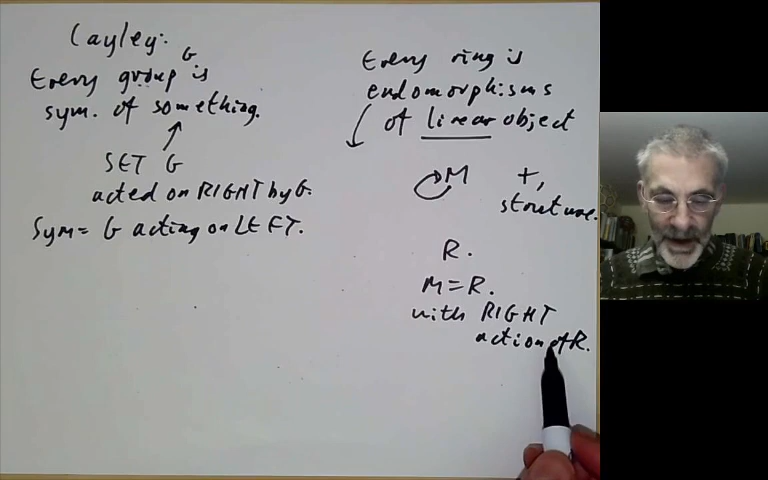 Cayley:
G
Every group is
sym. of something.
SET G
acted on RIGHT by G.
Sym = G acting on LEFT.
Every ring is
endomorphisms
of linear object
M +,
structure.
R.
M = R.
with RIGHT
action of R.